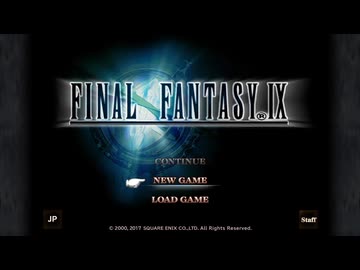 FINAL FANTASY® IX
CONTINUE
NEW GAME
LOAD GAME
JP
Staff
© 2000, 2017 SQUARE ENIX CO.,LTD. All Rights Reserved.